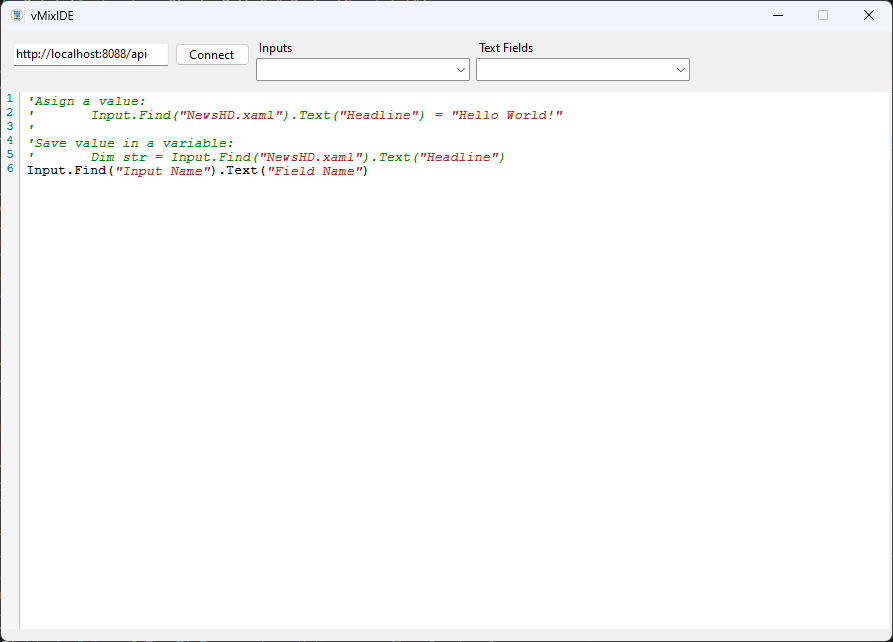 vMixIDE
http://localhost:8088/api
Connect
Inputs
Text Fields
1 'Asign a value:
2 '       Input.Find("NewsHD.xaml").Text("Headline") = "Hello World!"
3 '
4 'Save value in a variable:
5 '       Dim str = Input.Find("NewsHD.xaml").Text("Headline")
6 Input.Find("Input Name").Text("Field Name")